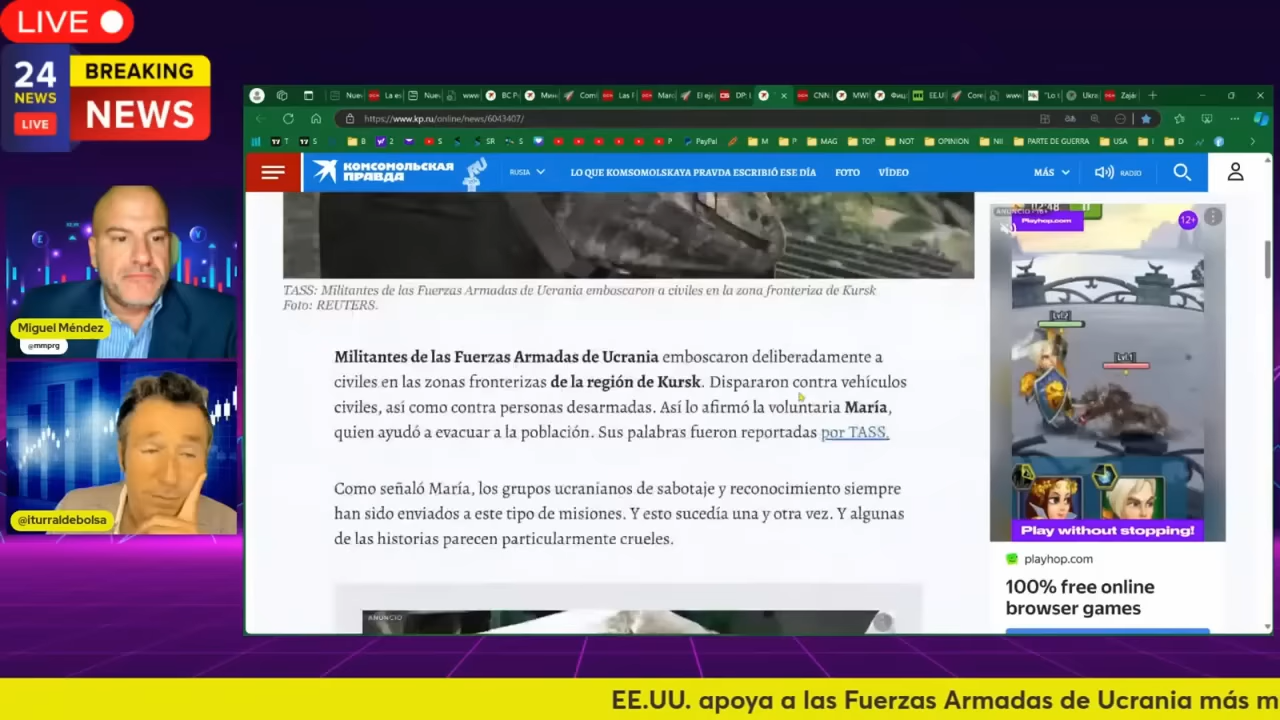 LIVE
24
NEWS
LIVE
BREAKING
NEWS
https://www.kp.ru/online/news/6043407/
PayPal
MAG
TOP
NOT
OPINION
NII
PARTE DE GUERRA
USA
КОМСОМОЛЬСКАЯ
ПРАВДА
RU
RUSIA
LO QUE KOMSOMOLSKAYA PRAVDA ESCRIBIÓ ESE DÍA
FOTO
VÍDEO
MÁS
RADIO
TASS: Militantes de las Fuerzas Armadas de Ucrania emboscaron a civiles en la zona fronteriza de Kursk
Foto: REUTERS.
Militantes de las Fuerzas Armadas de Ucrania emboscaron deliberadamente a
civiles en las zonas fronterizas de la región de Kursk. Dispararon contra vehículos
civiles, así como contra personas desarmadas. Así lo afirmó la voluntaria María,
quien ayudó a evacuar a la población. Sus palabras fueron reportadas por TASS.
Como señaló María, los grupos ucranianos de sabotaje y reconocimiento siempre
han sido enviados a este tipo de misiones. Y esto sucedía una y otra vez. Y algunas
de las historias parecen particularmente crueles.
ANUNCIO
Playhop.com
12+
Play without stopping!
playhop.com
100% free online
browser games
Miguel Méndez
@mmprg
@iturraldebolsa
EE.UU. apoya a las Fuerzas Armadas de Ucrania más m